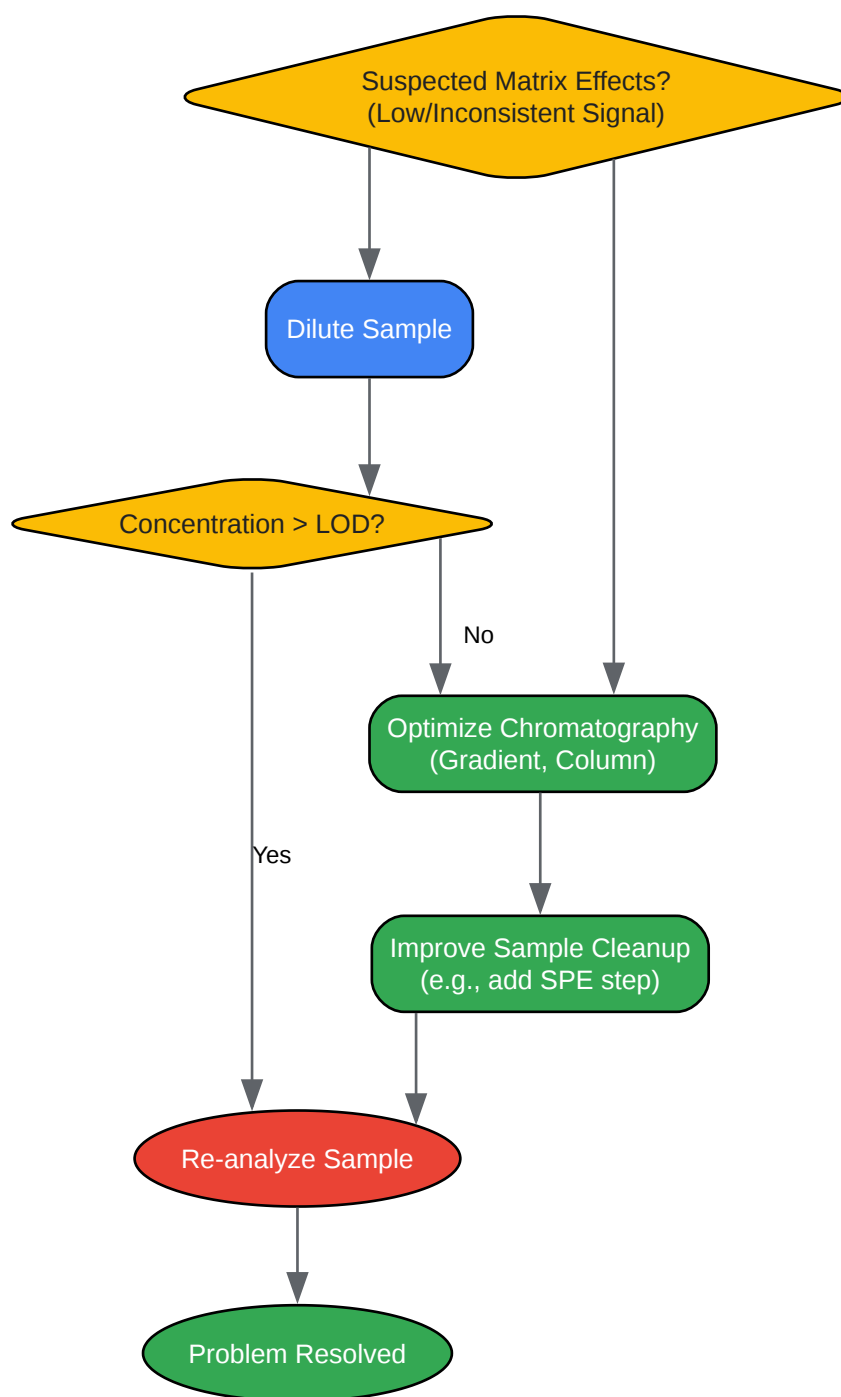 Suspected Matrix Effects?
(Low/Inconsistent Signal)
Dilute Sample
Concentration > LOD?
No
Optimize Chromatography
(Gradient, Column)
Yes
Improve Sample Cleanup
(e.g., add SPE step)
Re-analyze Sample
Problem Resolved